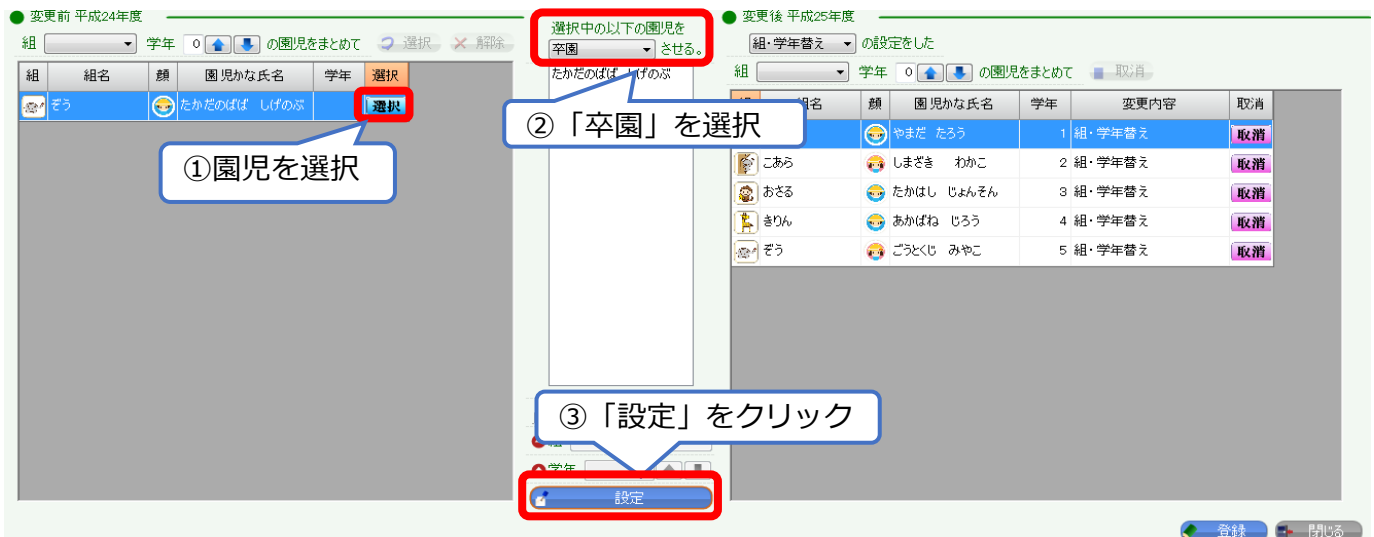 変更前 平成24年度
組 学年 0 の園児をまとめて 選択 解除
組 組名 顔 園児かな氏名 学年 選択
ぞう たかだのばば しげのぶ 選択
①園児を選択
選択中の以下の園児を
卒園 させる。
たかだのばば しげのぶ
②「卒園」を選択
③「設定」をクリック
学年
設定
変更後 平成25年度
組・学年替え の設定をした
組 学年 0 の園児をまとめて 取消
組名 顔 園児かな氏名 学年 変更内容 取消
やまだ たろう 1 組・学年替え 取消
こあら しまざき わかこ 2 組・学年替え 取消
おさる たかはし じょんそん 3 組・学年替え 取消
きりん あかばね じろう 4 組・学年替え 取消
ぞう ごうとくじ みやこ 5 組・学年替え 取消
登録 閉じる